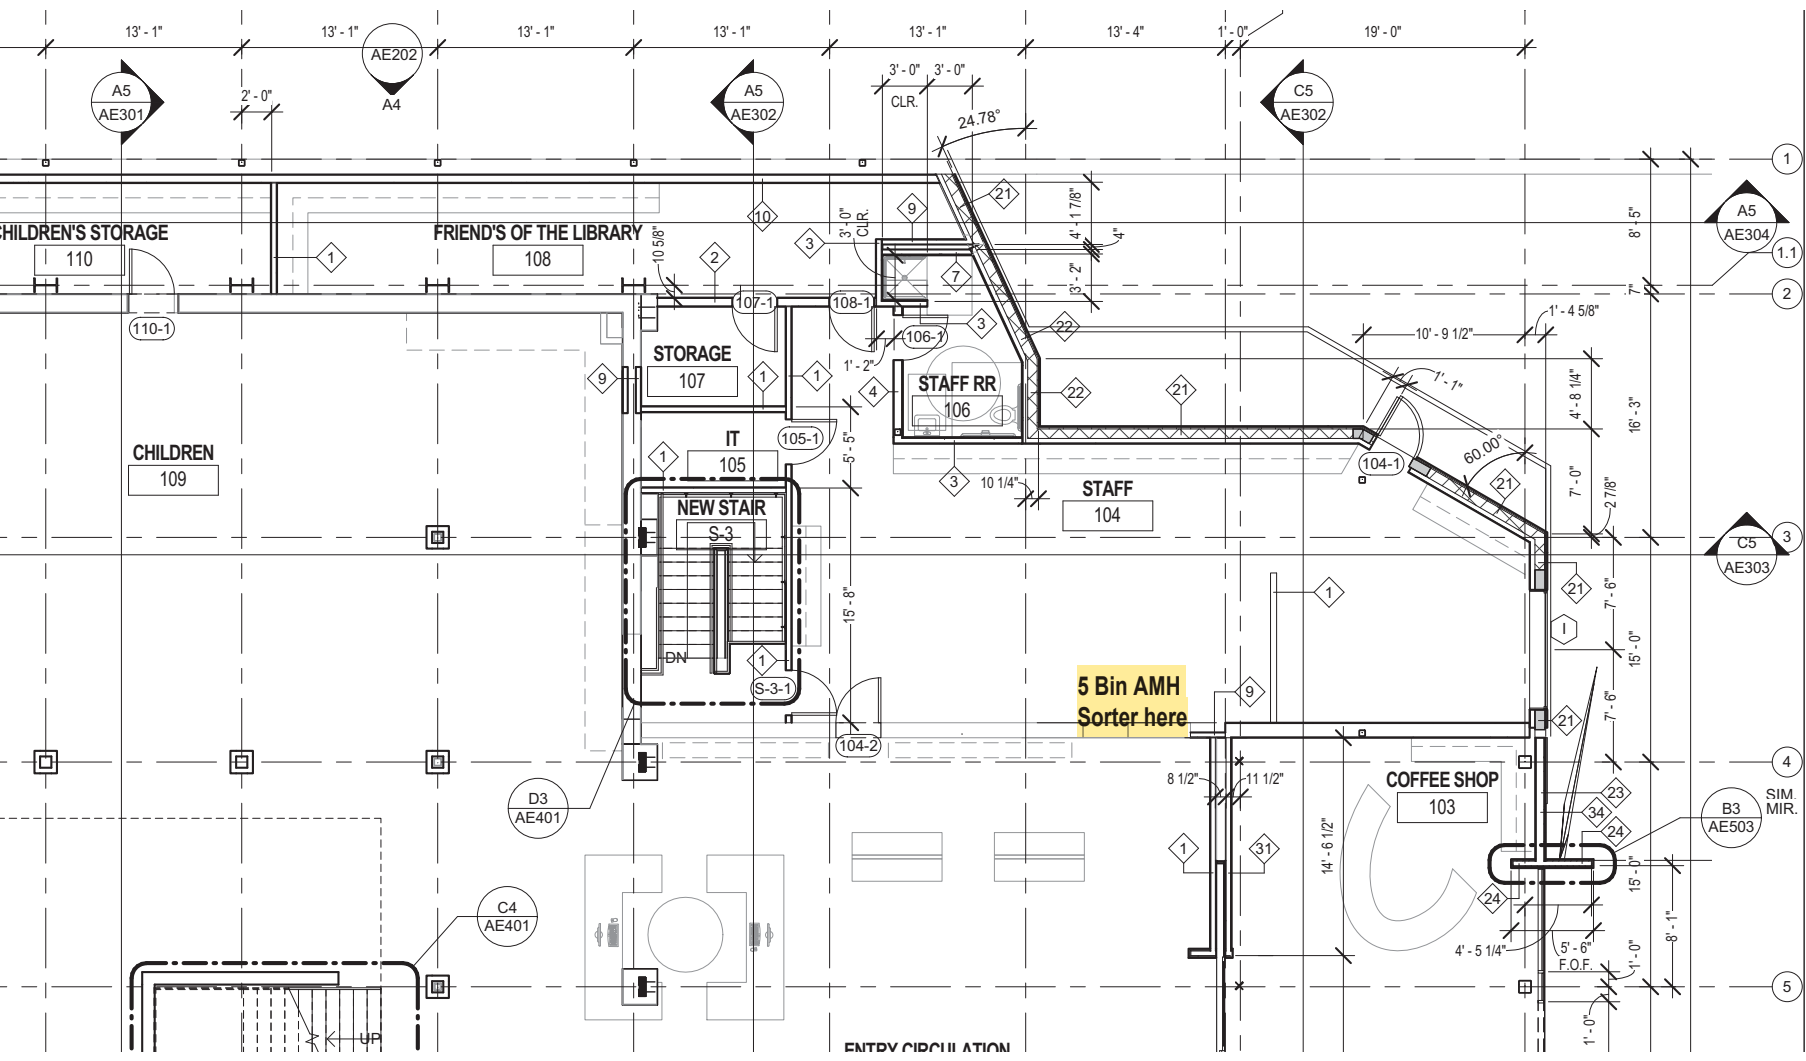 13' - 1"
13' - 1"
13' - 1"
13' - 1"
13' - 1"
13' - 4"
1' - 0"
19' - 0"
AE202
A4
A5
AE301
2' - 0"
A5
AE302
3' - 0"
3' - 0"
CLR.
24.78°
C5
AE302
1
21
10
9
3' - 0"
CLR.
4' - 1 7/8"
4"
8' - 5"
A5
AE304
1.1
CHILDREN'S STORAGE
110
1
FRIEND'S OF THE LIBRARY
108
10 5/8"
2
3
7
3' - 2"
7"
2
110-1
107-1
108-1
106-1
3
22
1' - 4 5/8"
10' - 9 1/2"
STORAGE
107
9
1
1
1' - 2"
4
STAFF RR
106
22
21
1' - 1"
4' - 8 1/4"
16' - 3"
CHILDREN
109
IT
105
105-1
1
5' - 5"
3
10 1/4"
STAFF
104
104-1
60.00°
21
7' - 0"
2 7/8"
NEW STAIR
S-3
3
C5
AE303
21
15' - 8"
1
7' - 6"
I
15' - 0"
DN
1
S-3-1
5 Bin AMH
Sorter here
9
21
7' - 6"
104-2
4
D3
AE401
8 1/2"
11 1/2"
COFFEE SHOP
103
23
34
24
SIM.
MIR.
B3
AE503
1
31
14' - 6 1/2"
24
15' - 0"
C4
AE401
4' - 5 1/4"
5' - 6"
F.O.F.
1' - 0"
8' - 1"
5
1' - 0"
UP
ENTRY CIRCULATION